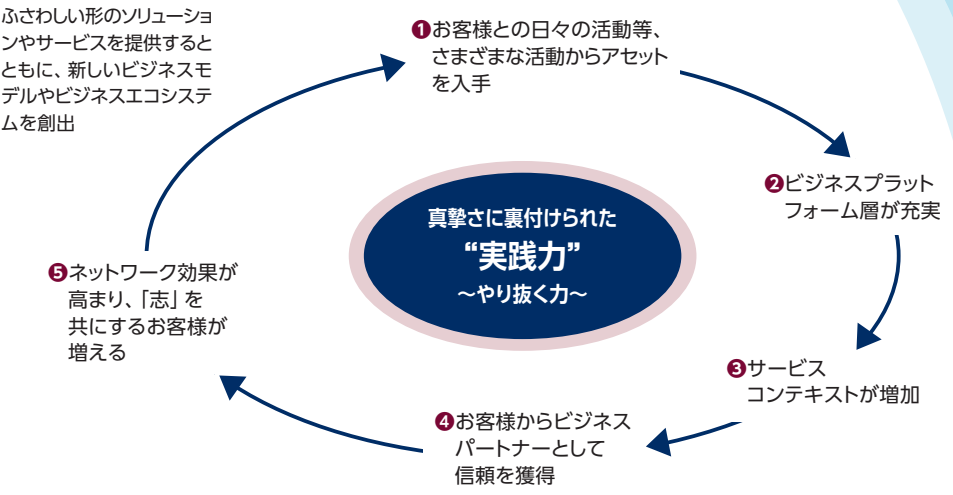 ふさわしい形のソリューショ
ンやサービスを提供すると
ともに、新しいビジネスモ
デルやビジネスエコシステ
ムを創出
❶お客様との日々の活動等、
さまざまな活動からアセット
を入手
❷ビジネスプラット
フォーム層が充実
真摯さに裏付けられた
“実践力”
~やり抜く力~
❺ネットワーク効果が
高まり、「志」を
共にするお客様が
増える
❸サービス
コンテキストが増加
❹お客様からビジネス
パートナーとして
信頼を獲得